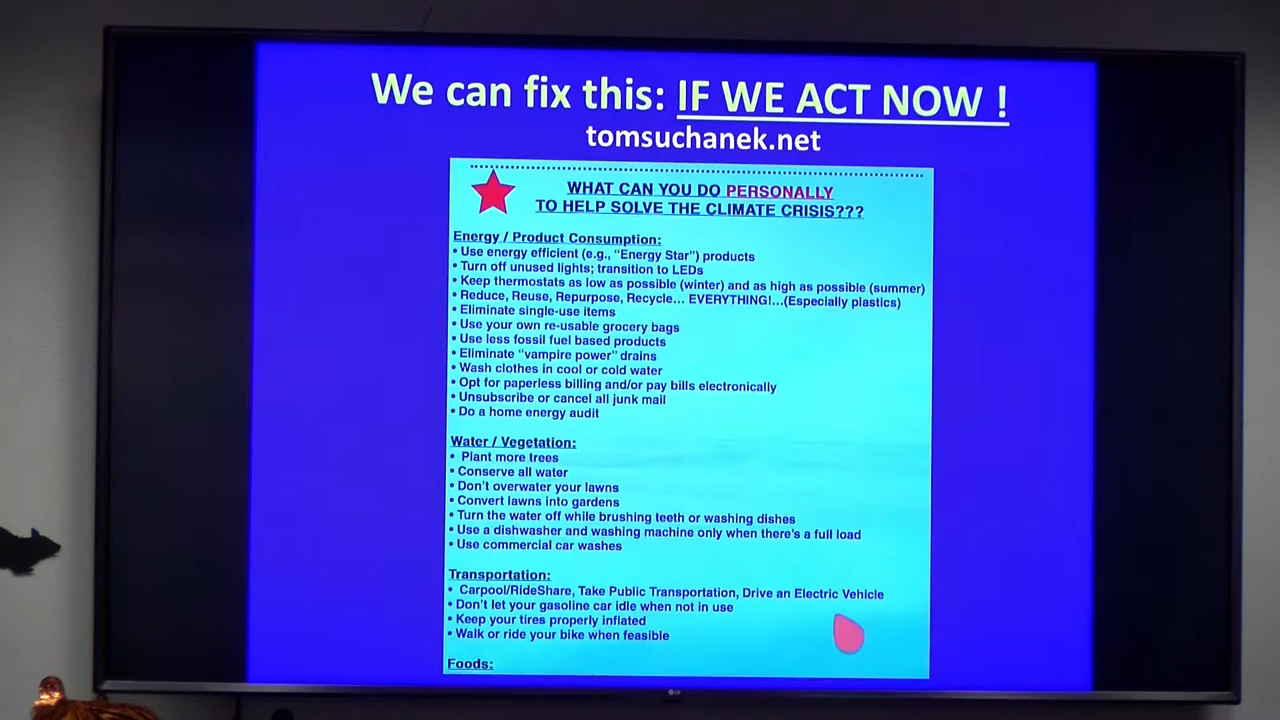 We can fix this: IF WE ACT NOW !
tomsuchanek.net
WHAT CAN YOU DO PERSONALLY
TO HELP SOLVE THE CLIMATE CRISIS???
Energy / Product Consumption:
• Use energy efficient (e.g., “Energy Star”) products
• Turn off unused lights; transition to LEDs
• Keep thermostats as low as possible (winter) and as high as possible (summer)
• Reduce, Reuse, Repurpose, Recycle... EVERYTHING!...(Especially plastics)
• Eliminate single-use items
• Use your own re-usable grocery bags
• Use less fossil fuel based products
• Eliminate “vampire power” drains
• Wash clothes in cool or cold water
• Opt for paperless billing and/or pay bills electronically
• Unsubscribe or cancel all junk mail
• Do a home energy audit
Water / Vegetation:
• Plant more trees
• Conserve all water
• Don’t overwater your lawns
• Convert lawns into gardens
• Turn the water off while brushing teeth or washing dishes
• Use a dishwasher and washing machine only when there’s a full load
• Use commercial car washes
Transportation:
• Carpool/RideShare, Take Public Transportation, Drive an Electric Vehicle
• Don’t let your gasoline car idle when not in use
• Keep your tires properly inflated
• Walk or ride your bike when feasible
Foods:
LG